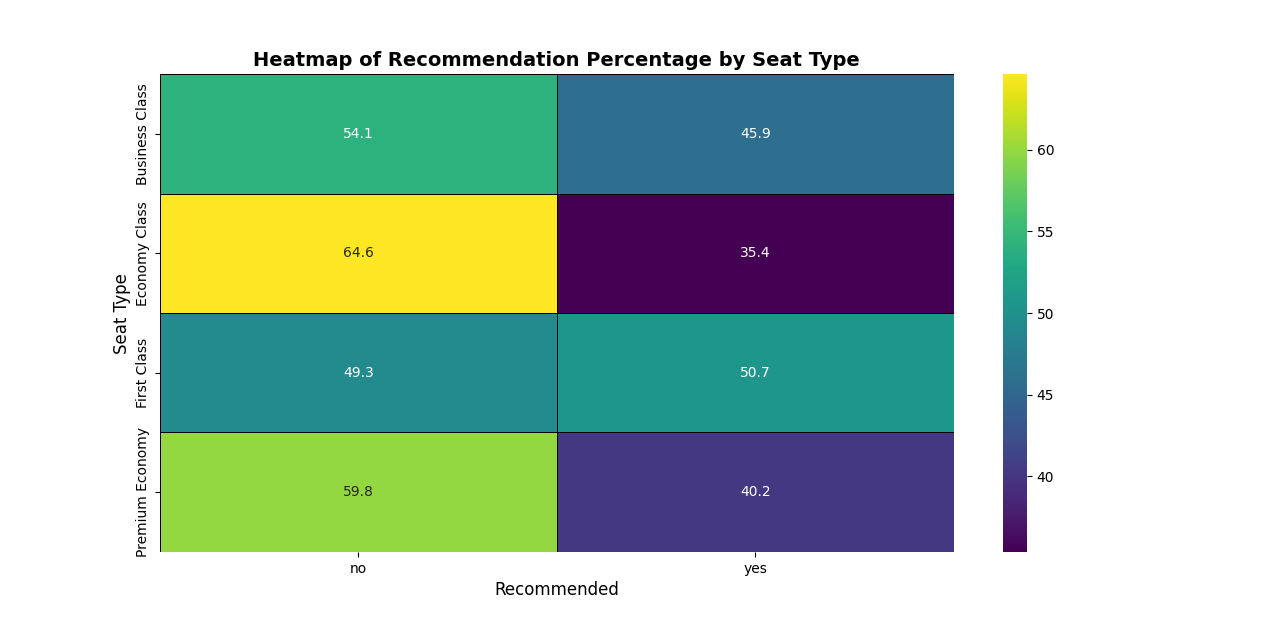 Heatmap of Recommendation Percentage by Seat Type
Seat Type
Business Class
54.1
45.9
Economy Class
64.6
35.4
First Class
49.3
50.7
Premium Economy
59.8
40.2
no
yes
Recommended
60
55
50
45
40